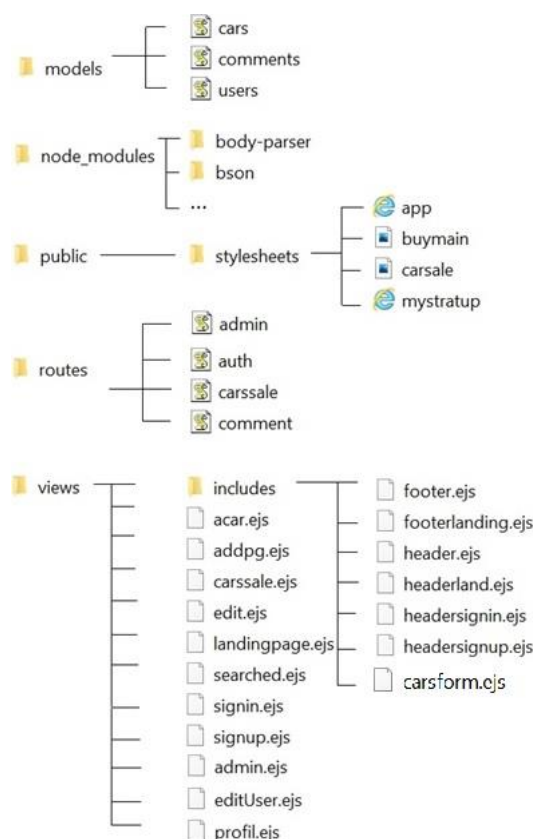 cars
models
comments
users
node_modules
body-parser
bson
...
app
buymain
public
stylesheets
carsale
mystratup
admin
auth
routes
carssale
comment
views
includes
footer.ejs
acar.ejs
footerlanding.ejs
addpg.ejs
header.ejs
carssale.ejs
headerland.ejs
edit.ejs
headersignin.ejs
landingpage.ejs
headersignup.ejs
searched.ejs
carsform.ejs
signin.ejs
signup.ejs
admin.ejs
editUser.ejs
profil.ejs